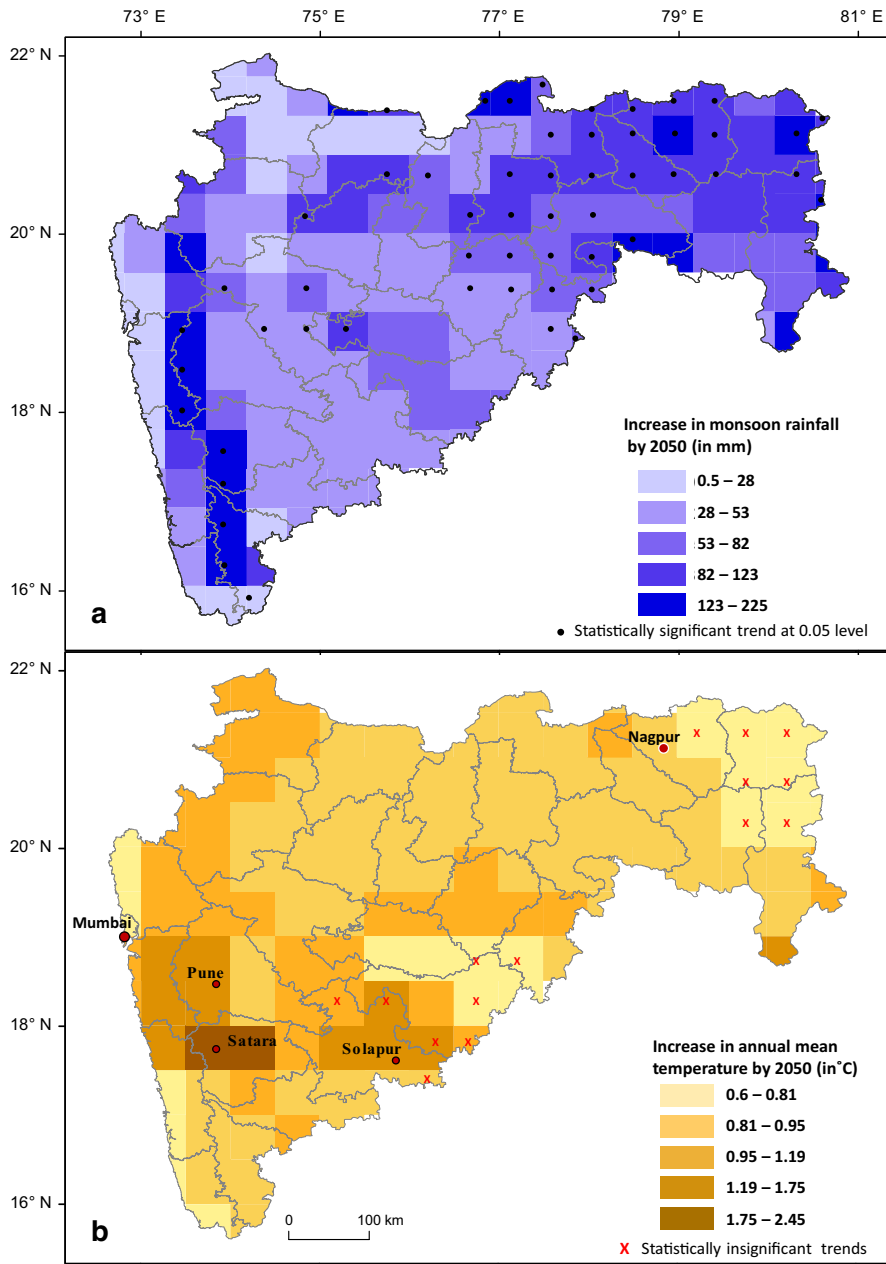 73° E 75° E 77° E 79° E 81° E
22° N
20° N
18° N
16° N
Increase in monsoon rainfall
by 2050 (in mm)
0.5 – 28
28 – 53
53 – 82
82 – 123
123 – 225
• Statistically significant trend at 0.05 level
a
22° N
20° N
18° N
16° N
Nagpur
Mumbai
Pune
Satara
Solapur
x x x
x x
x x
x x
x x x
x x
x
Increase in annual mean
temperature by 2050 (in˚C)
0.6 – 0.81
0.81 – 0.95
0.95 – 1.19
1.19 – 1.75
1.75 – 2.45
X Statistically insignificant trends
0 100 km
b